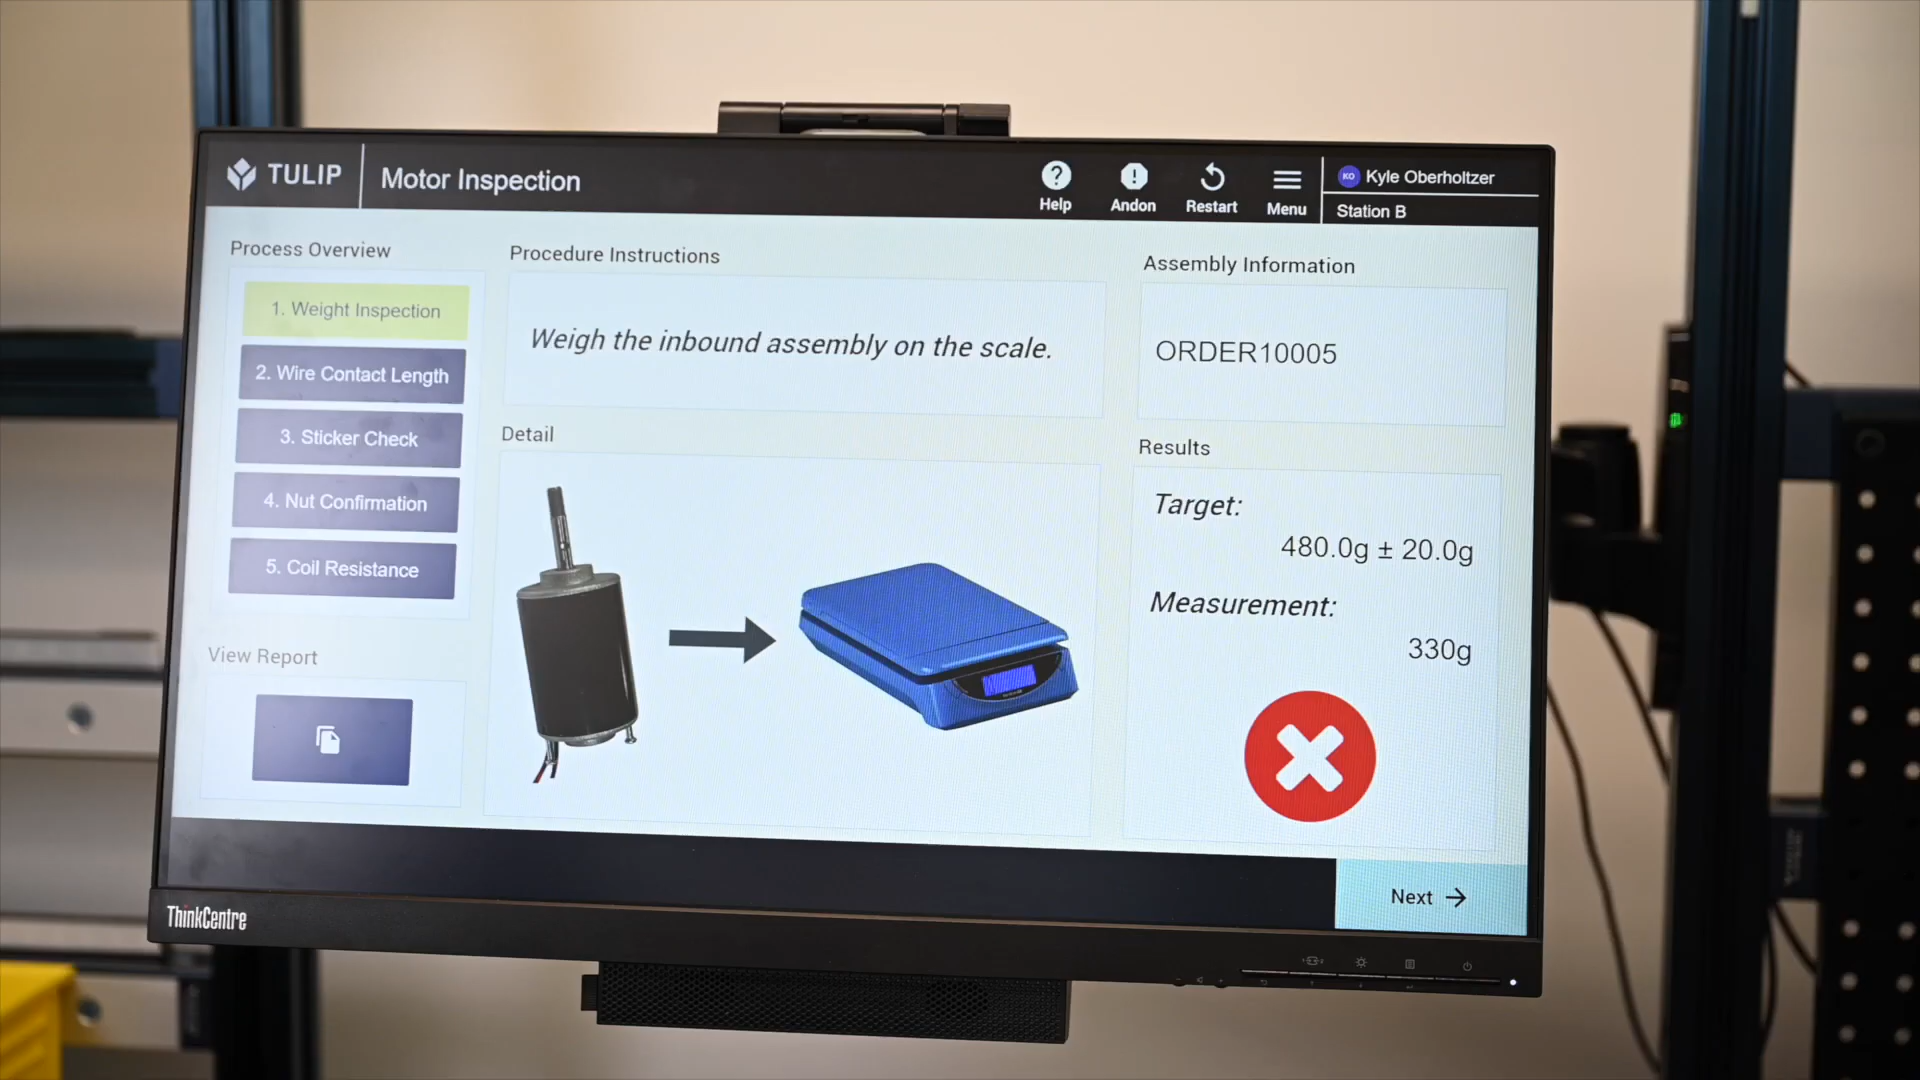 TULIP
Motor Inspection
Help
Andon
Restart
Menu
KO
Kyle Oberholtzer
Station B
Process Overview
1. Weight Inspection
2. Wire Contact Length
3. Sticker Check
4. Nut Confirmation
5. Coil Resistance
View Report
Procedure Instructions
Weigh the inbound assembly on the scale.
Detail
Assembly Information
ORDER10005
Results
Target:
480.0g ± 20.0g
Measurement:
330g
Next
ThinkCentre